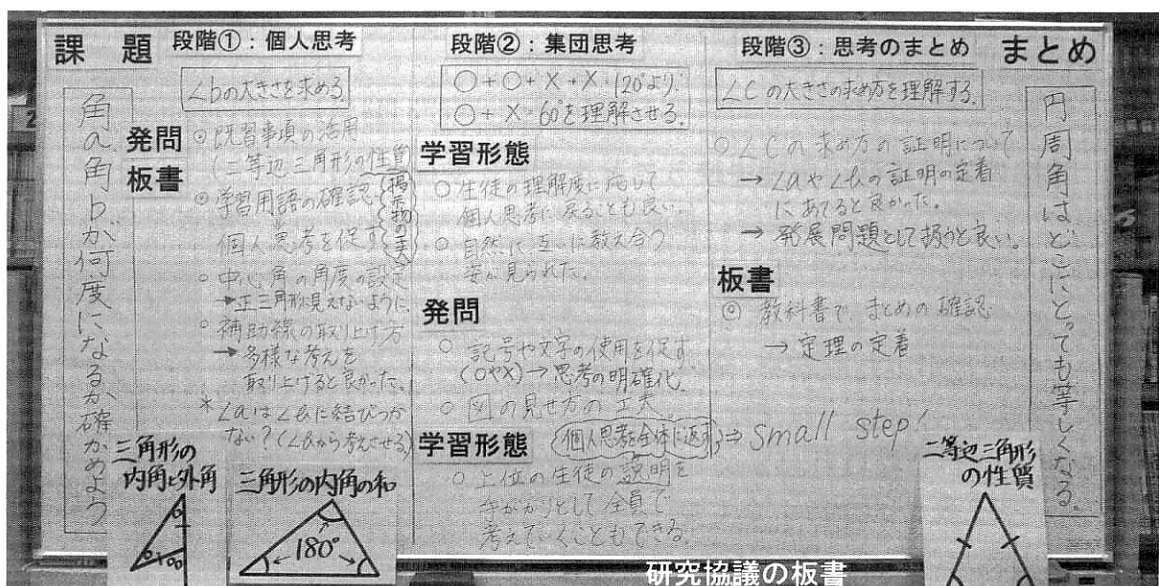 課題
角a、角bが何度になるか確かめよう
段階①：個人思考
∠bの大きさを求める。
発問
板書
◎既習事項の活用
(二等辺三角形の性質
◎学習用語の確認
掲示物の工夫
個人思考を促す
○中心角の角度の設定
→正三角形に見えないように。
○補助線の取り上げ方
→多様な考えを
取り上げると良かった。
*∠aは∠bに結びつか
ない？(∠bから考えさせる)
三角形の
内角と外角
三角形の内角の和
180°
段階②：集団思考
○+○+×+×=120°より、
○+×=60°を理解させる。
学習形態
○生徒の理解度に応じて
個人思考に戻ることも良い。
○自然に互いに教え合う
姿が見られた。
発問
○記号や文字の使用を促す
(○や×)→思考の明確化。
○図の見せ方の工夫
学習形態
個人思考を全体に返す ⇒ Small step!
○上位の生徒の説明を
手がかりとして全員で
考えていくこともできる。
段階③：思考のまとめ
∠Cの大きさの求め方を理解する。
○∠Cの求め方の証明について
→∠aや∠bの証明の定着
にあてると良かった。
→発展問題として扱うと良い。
板書
◎教科書で、まとめの確認
→定理の定着
まとめ
円周角はどこにとっても等しくなる。
二等辺三角形
の性質
研究協議の板書